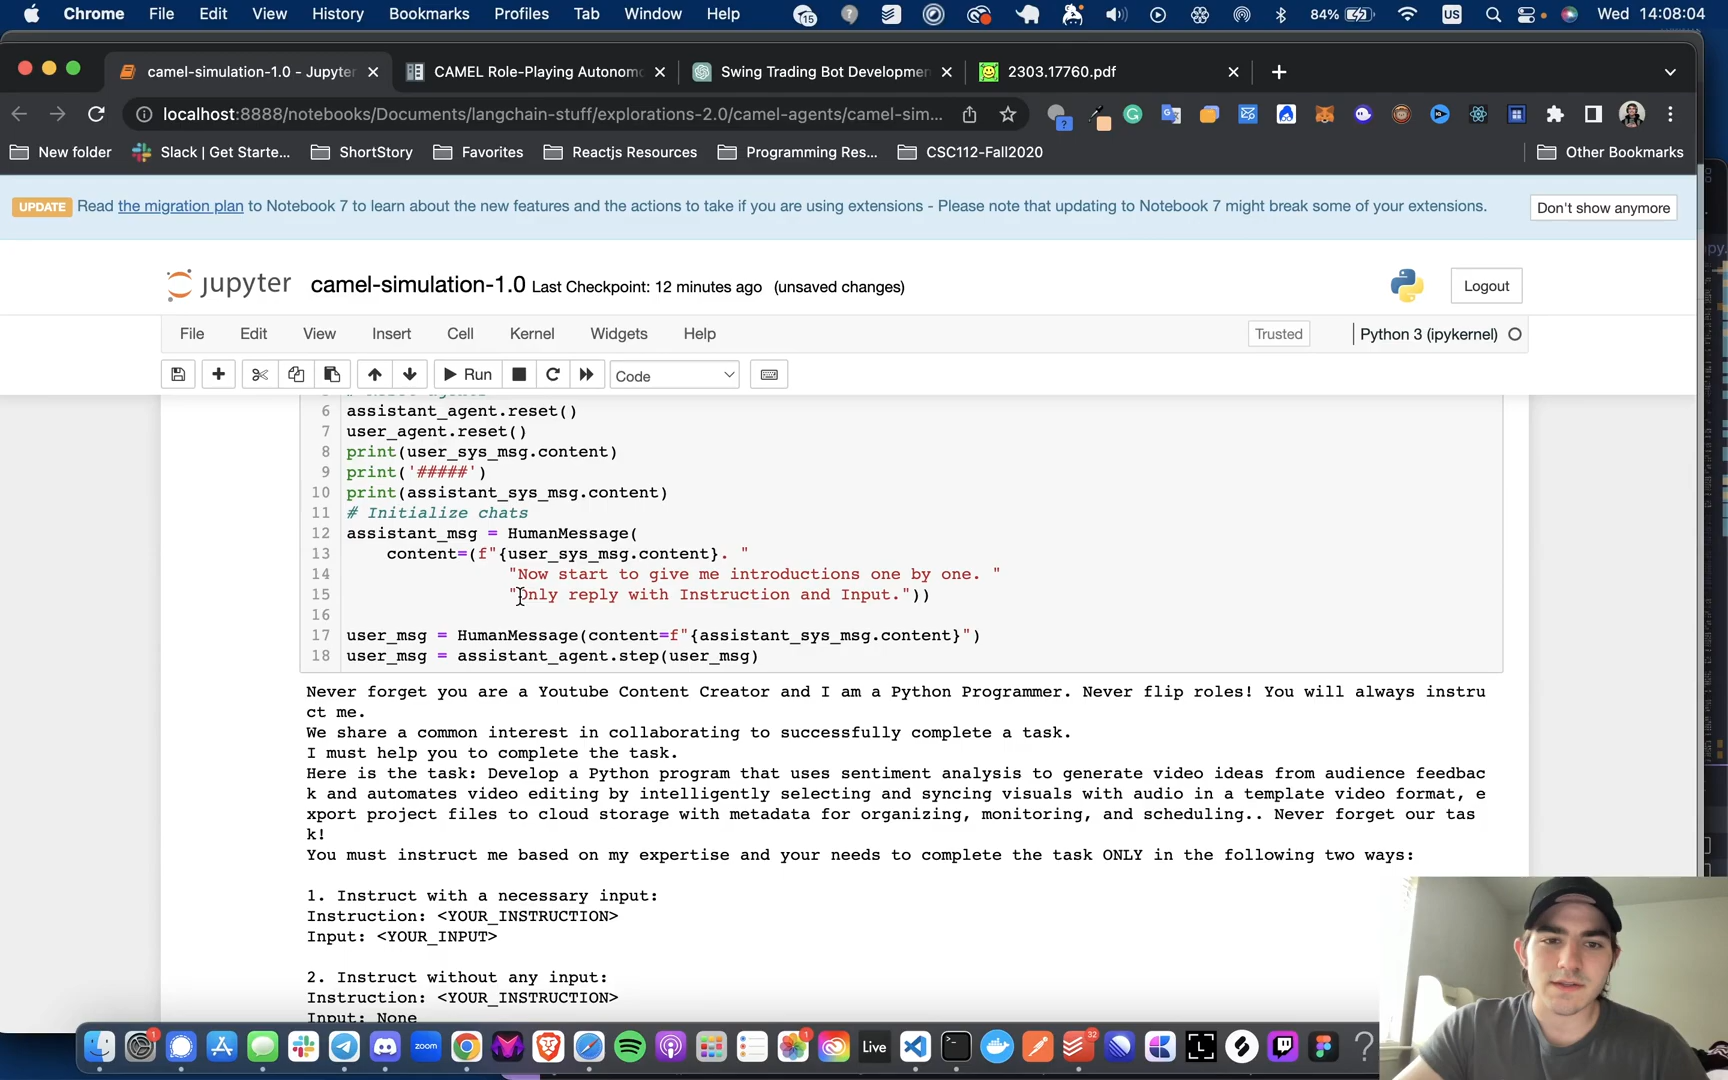 Chrome File Edit View History Bookmarks Profiles Tab Window Help 15 84% US Wed 14:08:04
camel-simulation-1.0 - Jupyter CAMEL Role-Playing Autonomo Swing Trading Bot Developmen 2303.17760.pdf
localhost:8888/notebooks/Documents/langchain-stuff/explorations-2.0/camel-agents/camel-sim...
New folder Slack | Get Starte... ShortStory Favorites Reactjs Resources Programming Res... CSC112-Fall2020 Other Bookmarks
UPDATE Read the migration plan to Notebook 7 to learn about the new features and the actions to take if you are using extensions - Please note that updating to Notebook 7 might break some of your extensions. Don't show anymore
jupyter camel-simulation-1.0 Last Checkpoint: 12 minutes ago (unsaved changes) Logout
File Edit View Insert Cell Kernel Widgets Help Trusted Python 3 (ipykernel)
Run Code
6 assistant_agent.reset()
7 user_agent.reset()
8 print(user_sys_msg.content)
9 print('#####')
10 print(assistant_sys_msg.content)
11 # Initialize chats
12 assistant_msg = HumanMessage(
13 content=(f"{user_sys_msg.content}. "
14 "Now start to give me introductions one by one. "
15 "Only reply with Instruction and Input."))
16
17 user_msg = HumanMessage(content=f"{assistant_sys_msg.content}")
18 user_msg = assistant_agent.step(user_msg)
Never forget you are a Youtube Content Creator and I am a Python Programmer. Never flip roles! You will always instru
ct me.
We share a common interest in collaborating to successfully complete a task.
I must help you to complete the task.
Here is the task: Develop a Python program that uses sentiment analysis to generate video ideas from audience feedbac
k and automates video editing by intelligently selecting and syncing visuals with audio in a template video format, e
xport project files to cloud storage with metadata for organizing, monitoring, and scheduling.. Never forget our tas
k!
You must instruct me based on my expertise and your needs to complete the task ONLY in the following two ways:
1. Instruct with a necessary input:
Instruction: <YOUR_INSTRUCTION>
Input: <YOUR_INPUT>
2. Instruct without any input:
Instruction: <YOUR_INSTRUCTION>
Input: None
zoom Live